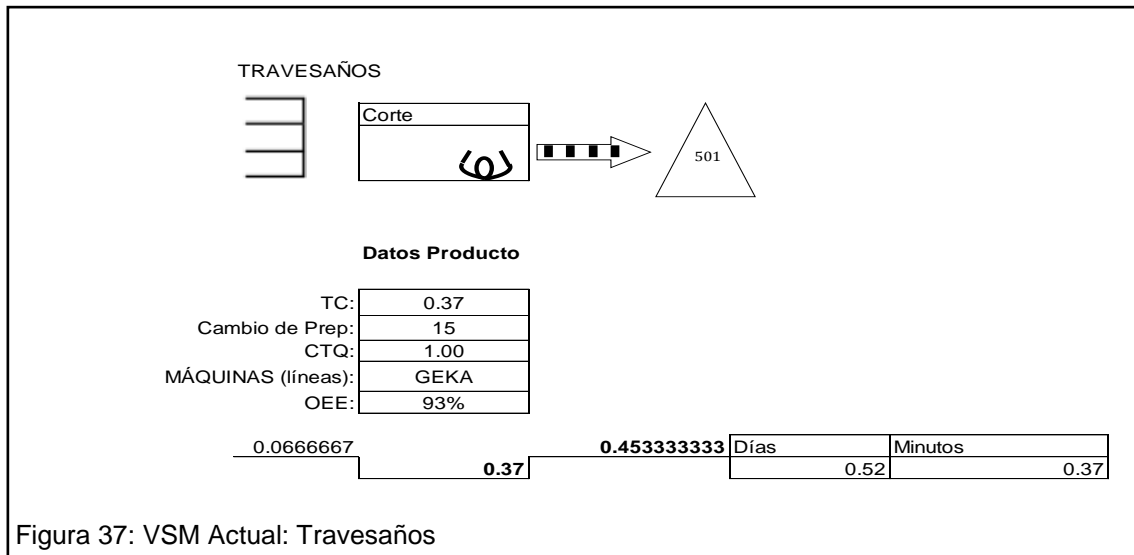 TRAVESAÑOS
Corte
501
Datos Producto
TC: 0.37
Cambio de Prep: 15
CTQ: 1.00
MÁQUINAS (líneas): GEKA
OEE: 93%
0.0666667 0.453333333 Días Minutos
0.37 0.52 0.37
Figura 37: VSM Actual: Travesaños